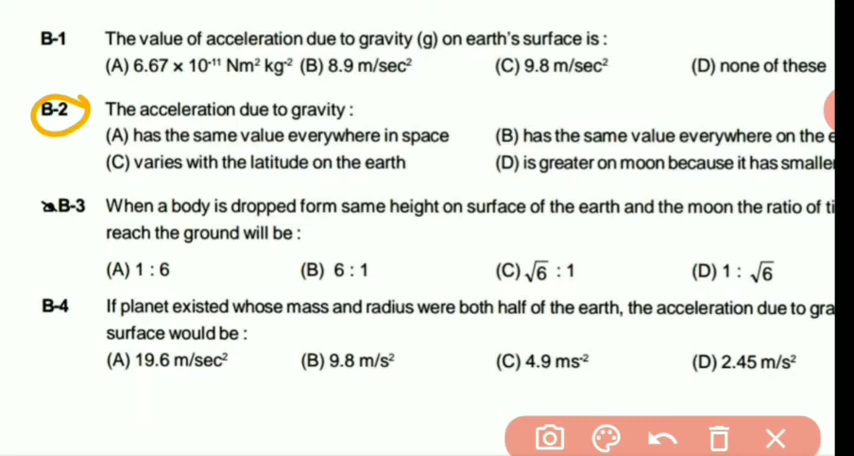 B-1 The value of acceleration due to gravity (g) on earth's surface is :
(A) 6.67 × 10⁻¹¹ Nm² kg⁻² (B) 8.9 m/sec² (C) 9.8 m/sec² (D) none of these
B-2 The acceleration due to gravity :
(A) has the same value everywhere in space (B) has the same value everywhere on the
(C) varies with the latitude on the earth (D) is greater on moon because it has
B-3 When a body is dropped form same height on surface of the earth and the moon the ratio of
reach the ground will be :
(A) 1 : 6 (B) 6 : 1 (C) √6 : 1 (D) 1 : √6
B-4 If planet existed whose mass and radius were both half of the earth, the acceleration due to
surface would be :
(A) 19.6 m/sec² (B) 9.8 m/s² (C) 4.9 ms⁻² (D) 2.45 m/s²